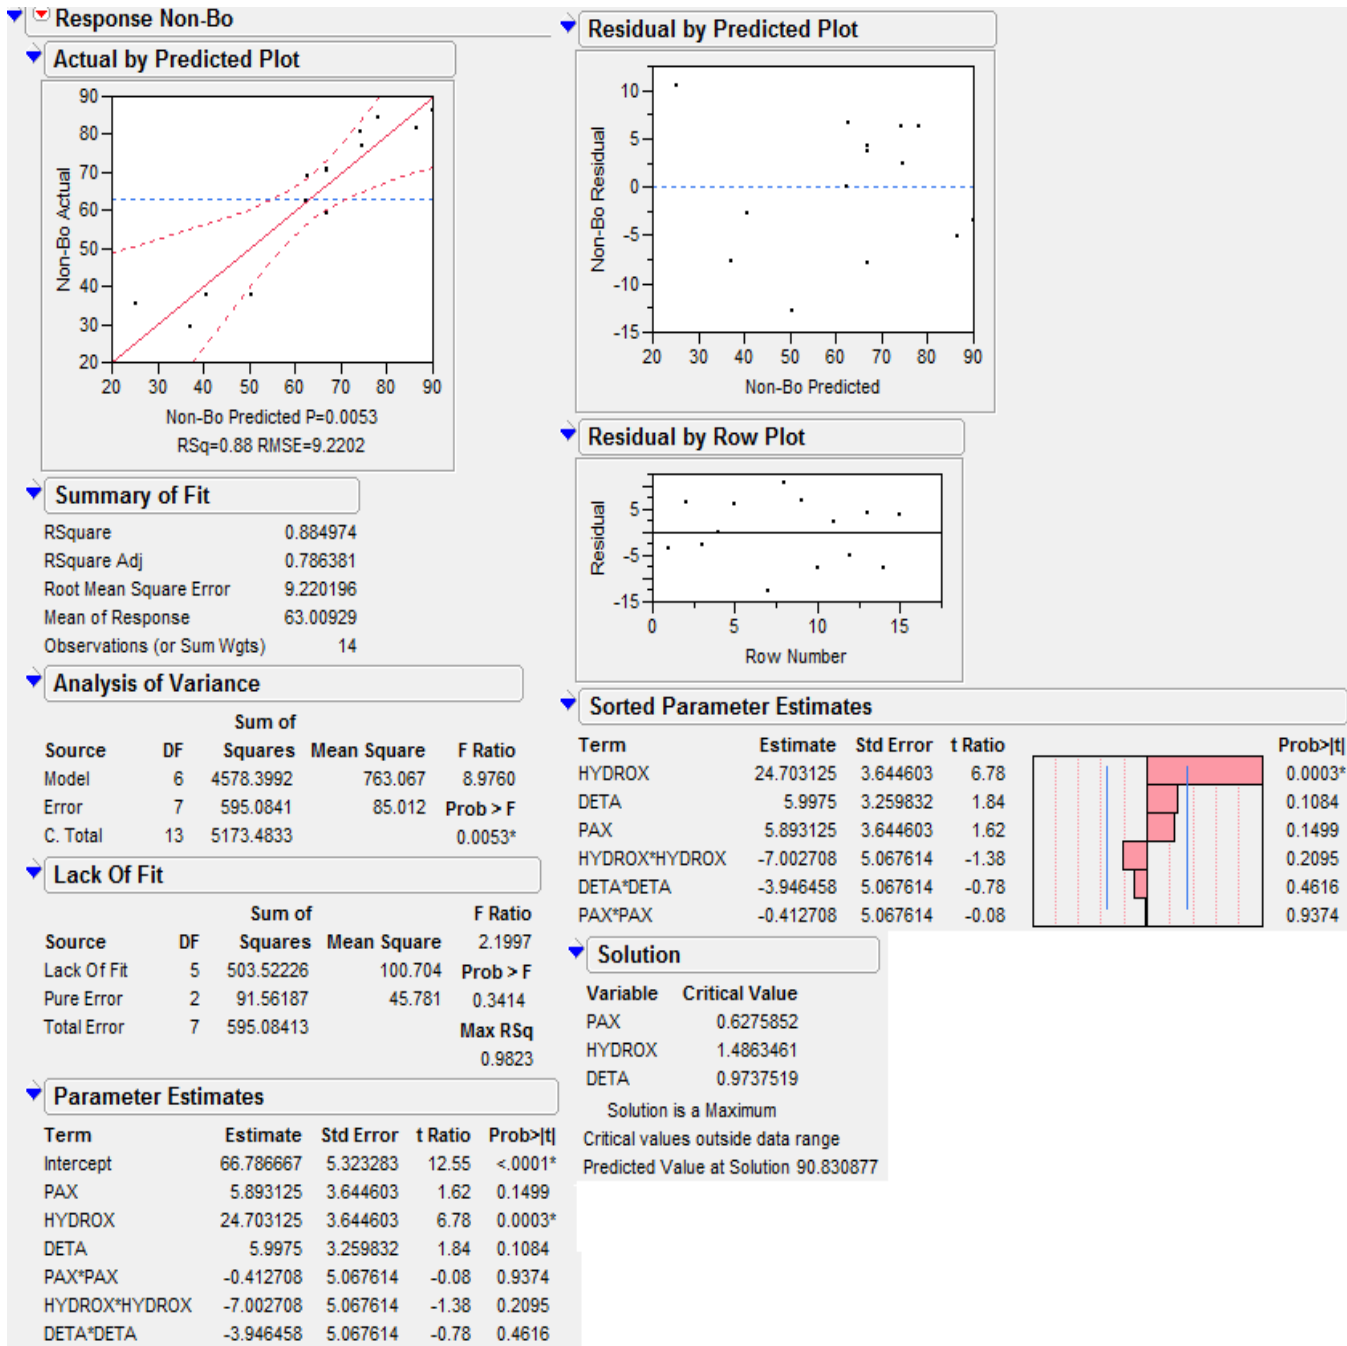 Response Non-Bo
Actual by Predicted Plot
90
80
70
60
50
40
30
20
Non-Bo Actual
20 30 40 50 60 70 80 90
Non-Bo Predicted P=0.0053
RSq=0.88 RMSE=9.2202
Summary of Fit
RSquare 0.884974
RSquare Adj 0.786381
Root Mean Square Error 9.220196
Mean of Response 63.00929
Observations (or Sum Wgts) 14
Analysis of Variance
Sum of
Source DF Squares Mean Square F Ratio
Model 6 4578.3992 763.067 8.9760
Error 7 595.0841 85.012 Prob > F
C. Total 13 5173.4833 0.0053*
Lack Of Fit
Sum of F Ratio
Source DF Squares Mean Square 2.1997
Lack Of Fit 5 503.52226 100.704 Prob > F
Pure Error 2 91.56187 45.781 0.3414
Total Error 7 595.08413 Max RSq
0.9823
Parameter Estimates
Term Estimate Std Error t Ratio Prob>|t|
Intercept 66.786667 5.323283 12.55 <.0001*
PAX 5.893125 3.644603 1.62 0.1499
HYDROX 24.703125 3.644603 6.78 0.0003*
DETA 5.9975 3.259832 1.84 0.1084
PAX*PAX -0.412708 5.067614 -0.08 0.9374
HYDROX*HYDROX -7.002708 5.067614 -1.38 0.2095
DETA*DETA -3.946458 5.067614 -0.78 0.4616
Residual by Predicted Plot
10
5
0
-5
-10
-15
Non-Bo Residual
20 30 40 50 60 70 80 90
Non-Bo Predicted
Residual by Row Plot
5
-5
-15
Residual
0 5 10 15
Row Number
Sorted Parameter Estimates
Term Estimate Std Error t Ratio Prob>|t|
HYDROX 24.703125 3.644603 6.78 0.0003*
DETA 5.9975 3.259832 1.84 0.1084
PAX 5.893125 3.644603 1.62 0.1499
HYDROX*HYDROX -7.002708 5.067614 -1.38 0.2095
DETA*DETA -3.946458 5.067614 -0.78 0.4616
PAX*PAX -0.412708 5.067614 -0.08 0.9374
Solution
Variable Critical Value
PAX 0.6275852
HYDROX 1.4863461
DETA 0.9737519
Solution is a Maximum
Critical values outside data range
Predicted Value at Solution 90.830877